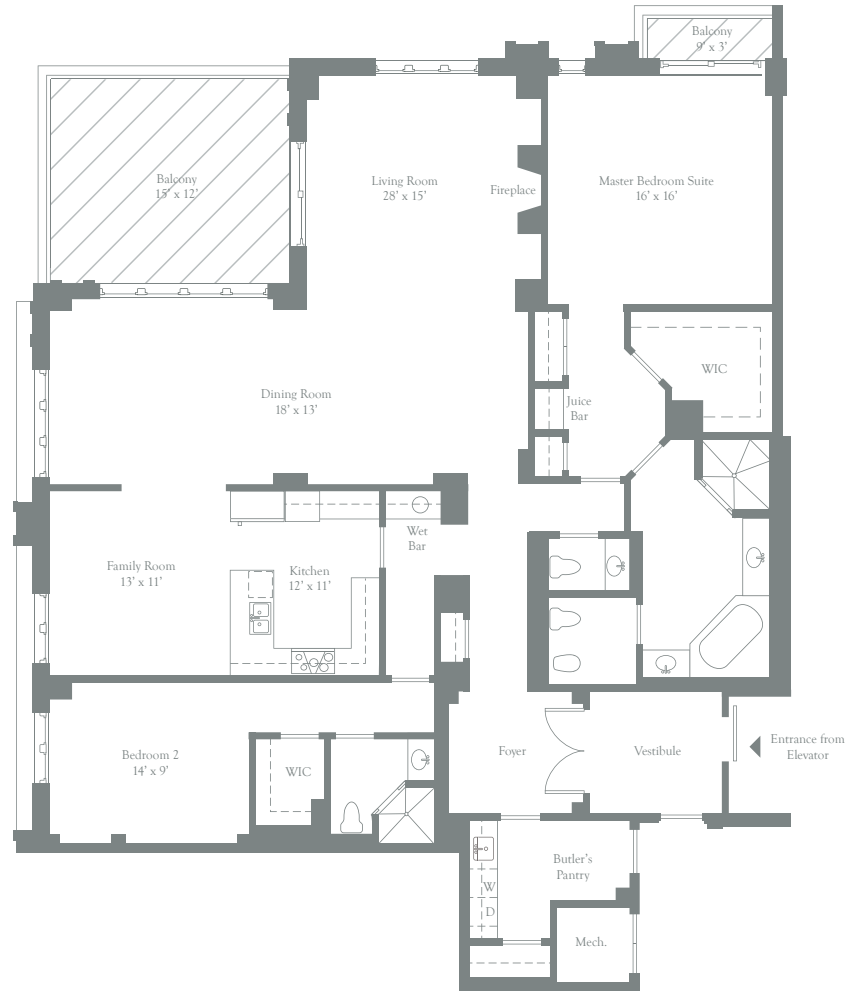 Balcony
9' x 3'
Balcony
15' x 12'
Living Room
28' x 15'
Fireplace
Master Bedroom Suite
16' x 16'
WIC
Dining Room
18' x 13'
Juice
Bar
Wet
Bar
Family Room
13' x 11'
Kitchen
12' x 11'
Bedroom 2
14' x 9'
WIC
Foyer
Vestibule
Entrance from
Elevator
Butler's
Pantry
W
D
Mech.